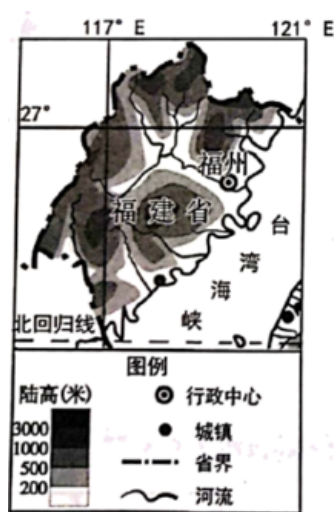 117° E
121° E
27°
福州
福建省
台湾海峡
北回归线
图例
陆高(米)
3000
1000
500
200
行政中心
城镇
省界
河流